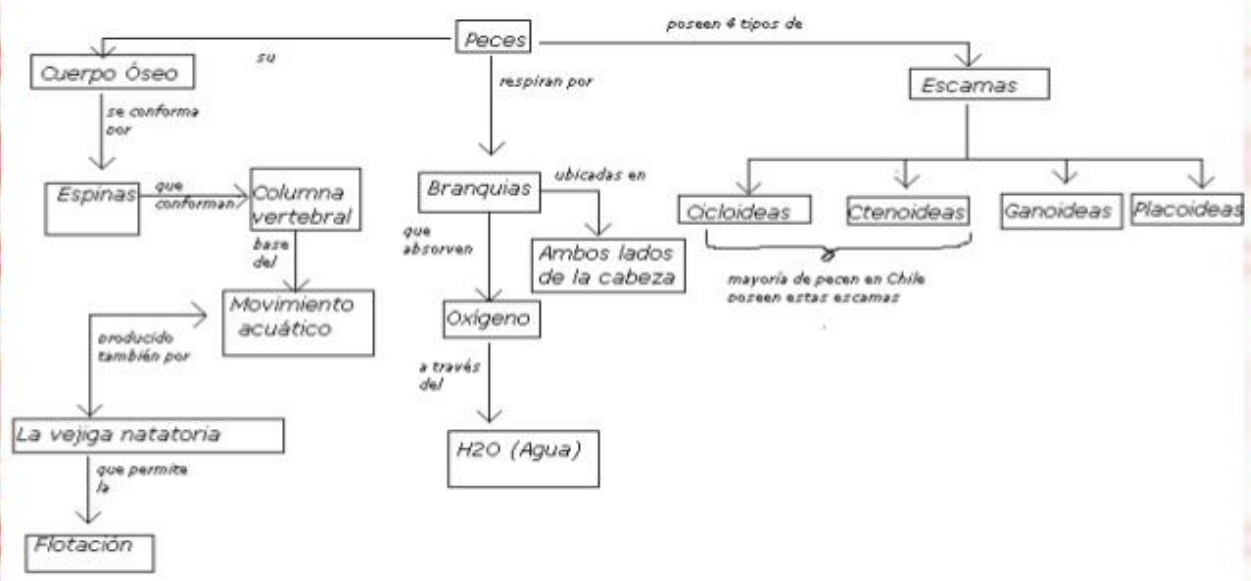 Peces
su
Cuerpo Óseo
se conforma
por
Espinas
que
conforman
Columna
vertebral
base
del
Movimiento
acuático
producido
también por
La vejiga natatoria
que permite
la
Flotación
respiran por
Branquias
ubicadas en
Ambos lados
de la cabeza
que
absorven
Oxígeno
a través
del
H2O (Agua)
poseen 4 tipos de
Escamas
Cicloideas
Ctenoideas
Ganoideas
Placoideas
mayoría de pecen en Chile
poseen estas escamas